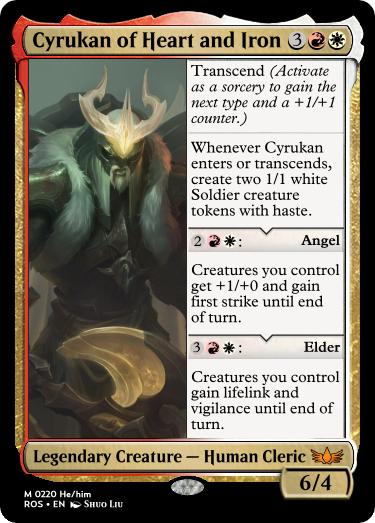 Cyrukan of Heart and Iron 3
Transcend (Activate
as a sorcery to gain the
next type and a +1/+1
counter.)
Whenever Cyrukan
enters or transcends,
create two 1/1 white
Soldier creature
tokens with haste.
2 : Angel
Creatures you control
get +1/+0 and gain
first strike until end
of turn.
3 : Elder
Creatures you control
gain lifelink and
vigilance until end of
turn.
Legendary Creature — Human Cleric
6/4
M 0220 He/him
ROS • EN Shuo Liu